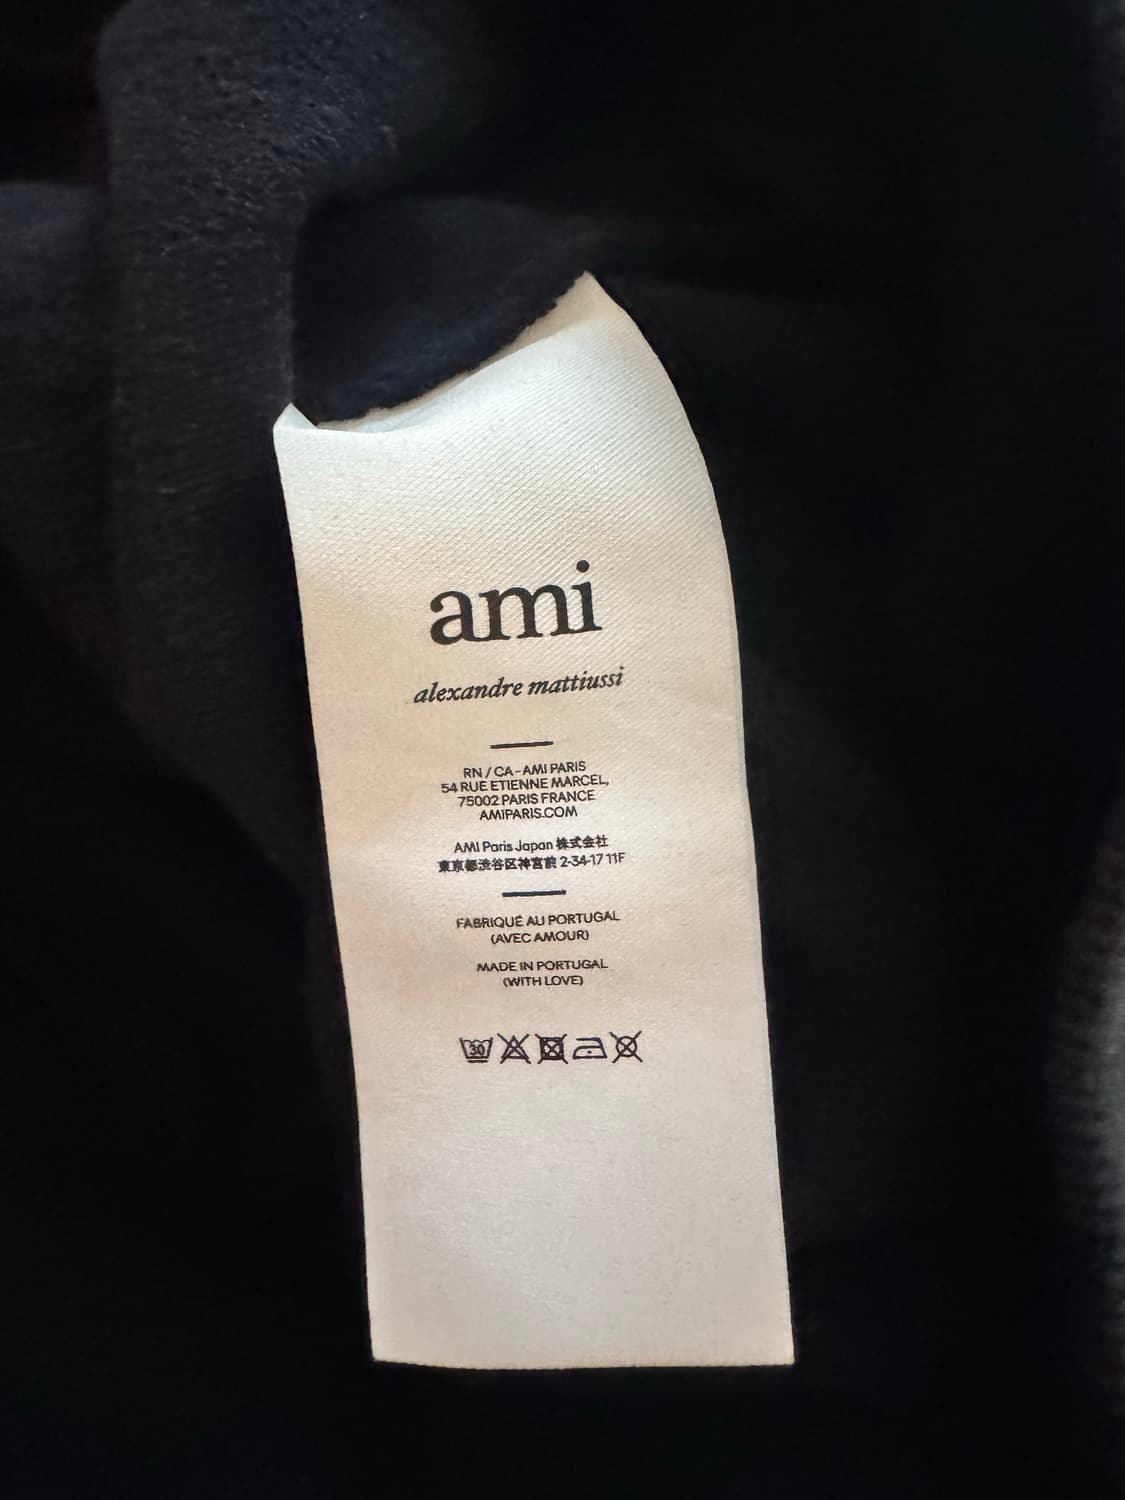 ami
alexandre mattiussi
RN / CA - AMI PARIS
54 RUE ETIENNE MARCEL,
75002 PARIS FRANCE
AMIPARIS.COM
AMI Paris Japan 株式会社
東京都渋谷区神宮前 2-34-17 11F
FABRIQUÉ AU PORTUGAL
(AVEC AMOUR)
MADE IN PORTUGAL
(WITH LOVE)
30